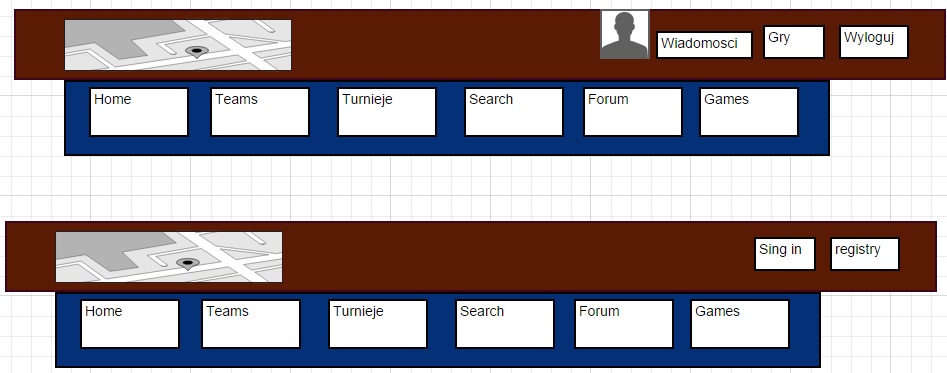 Wiadomosci
Gry
Wyloguj
Home
Teams
Turnieje
Search
Forum
Games
Sing in
registry
Home
Teams
Turnieje
Search
Forum
Games